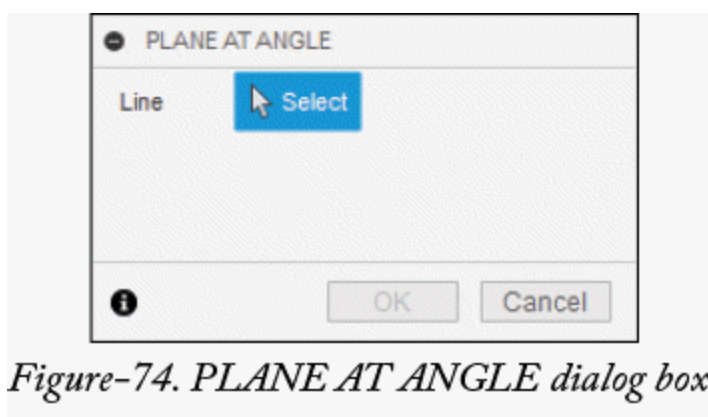 PLANE AT ANGLE
Line Select
OK Cancel
Figure-74. PLANE AT ANGLE dialog box